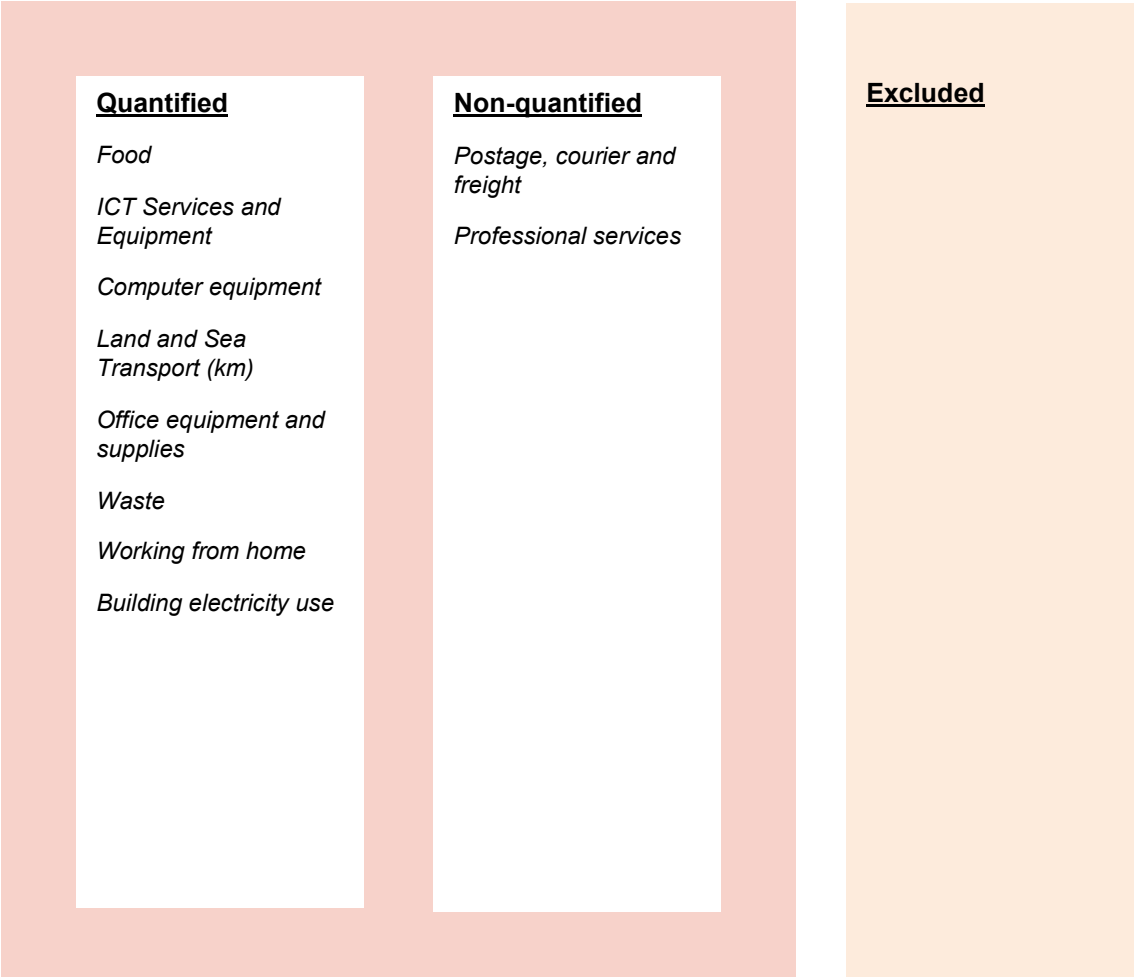 Quantified
Food
ICT Services and
Equipment
Computer equipment
Land and Sea
Transport (km)
Office equipment and
supplies
Waste
Working from home
Building electricity use
Non-quantified
Postage, courier and
freight
Professional services
Excluded